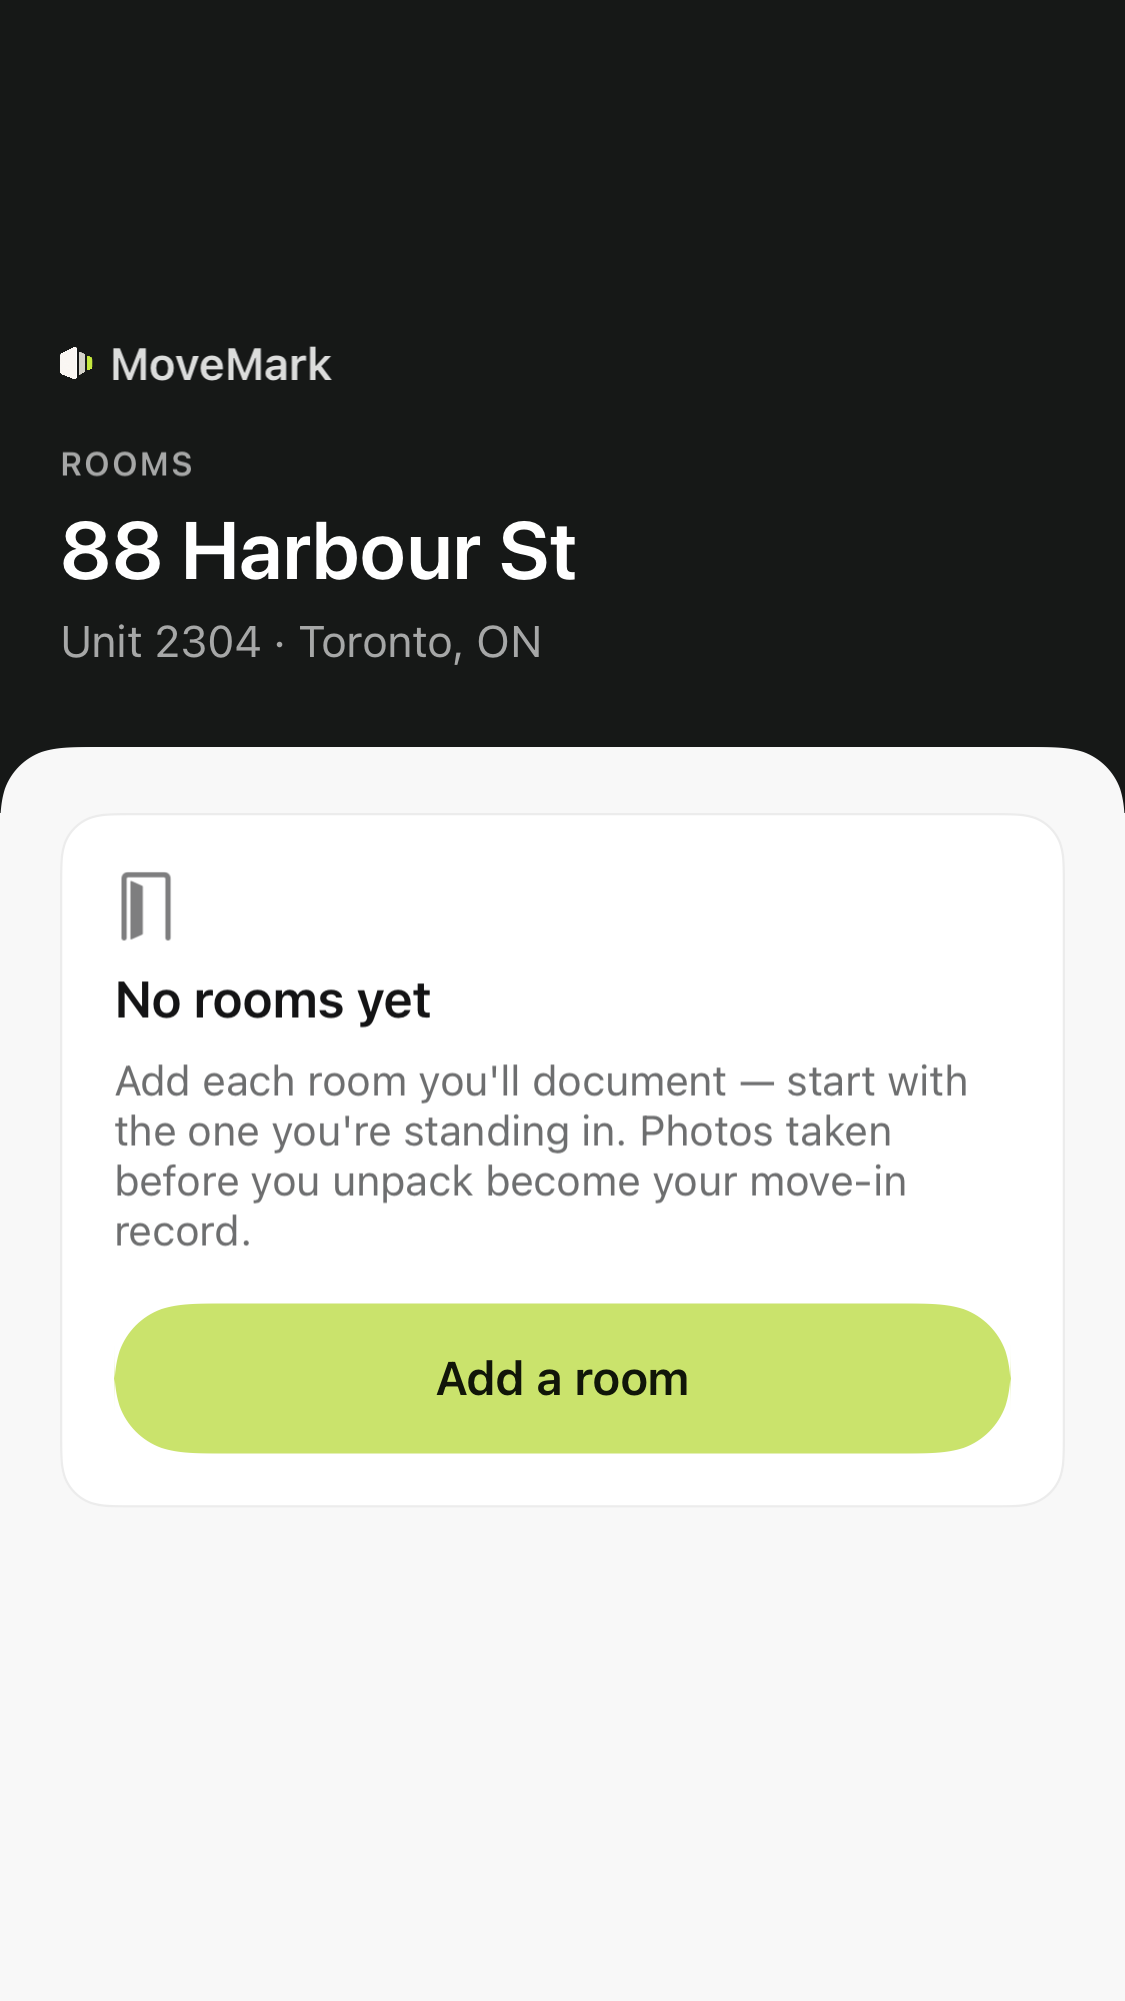 MoveMark
ROOMS
88 Harbour St
Unit 2304 · Toronto, ON
No rooms yet
Add each room you'll document — start with
the one you're standing in. Photos taken
before you unpack become your move-in
record.
Add a room